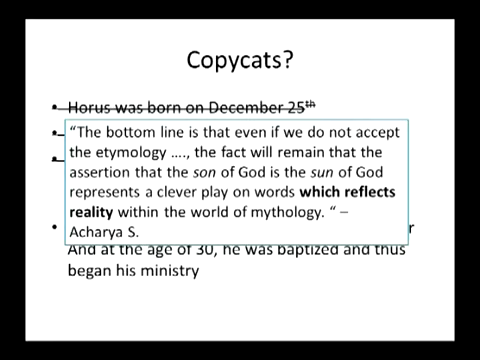 Copycats?
• Horus was born on December 25th
•
“The bottom line is that even if we do not accept
•
the etymology …., the fact will remain that the
assertion that the son of God is the sun of God
represents a clever play on words which reflects
reality within the world of mythology. “ –
• Acharya S.
And at the age of 30, he was baptized and thus
began his ministry